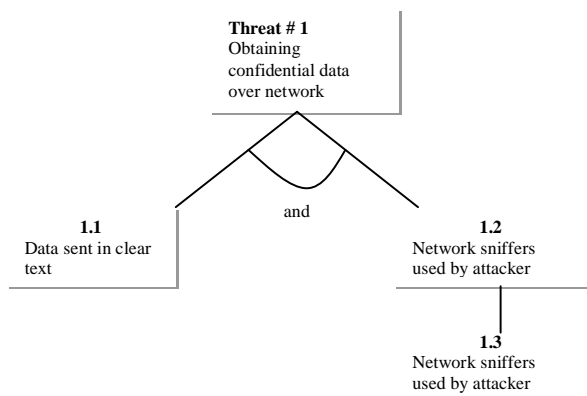 Threat # 1
Obtaining
confidential data
over network
and
1.1
Data sent in clear
text
1.2
Network sniffers
used by attacker
1.3
Network sniffers
used by attacker